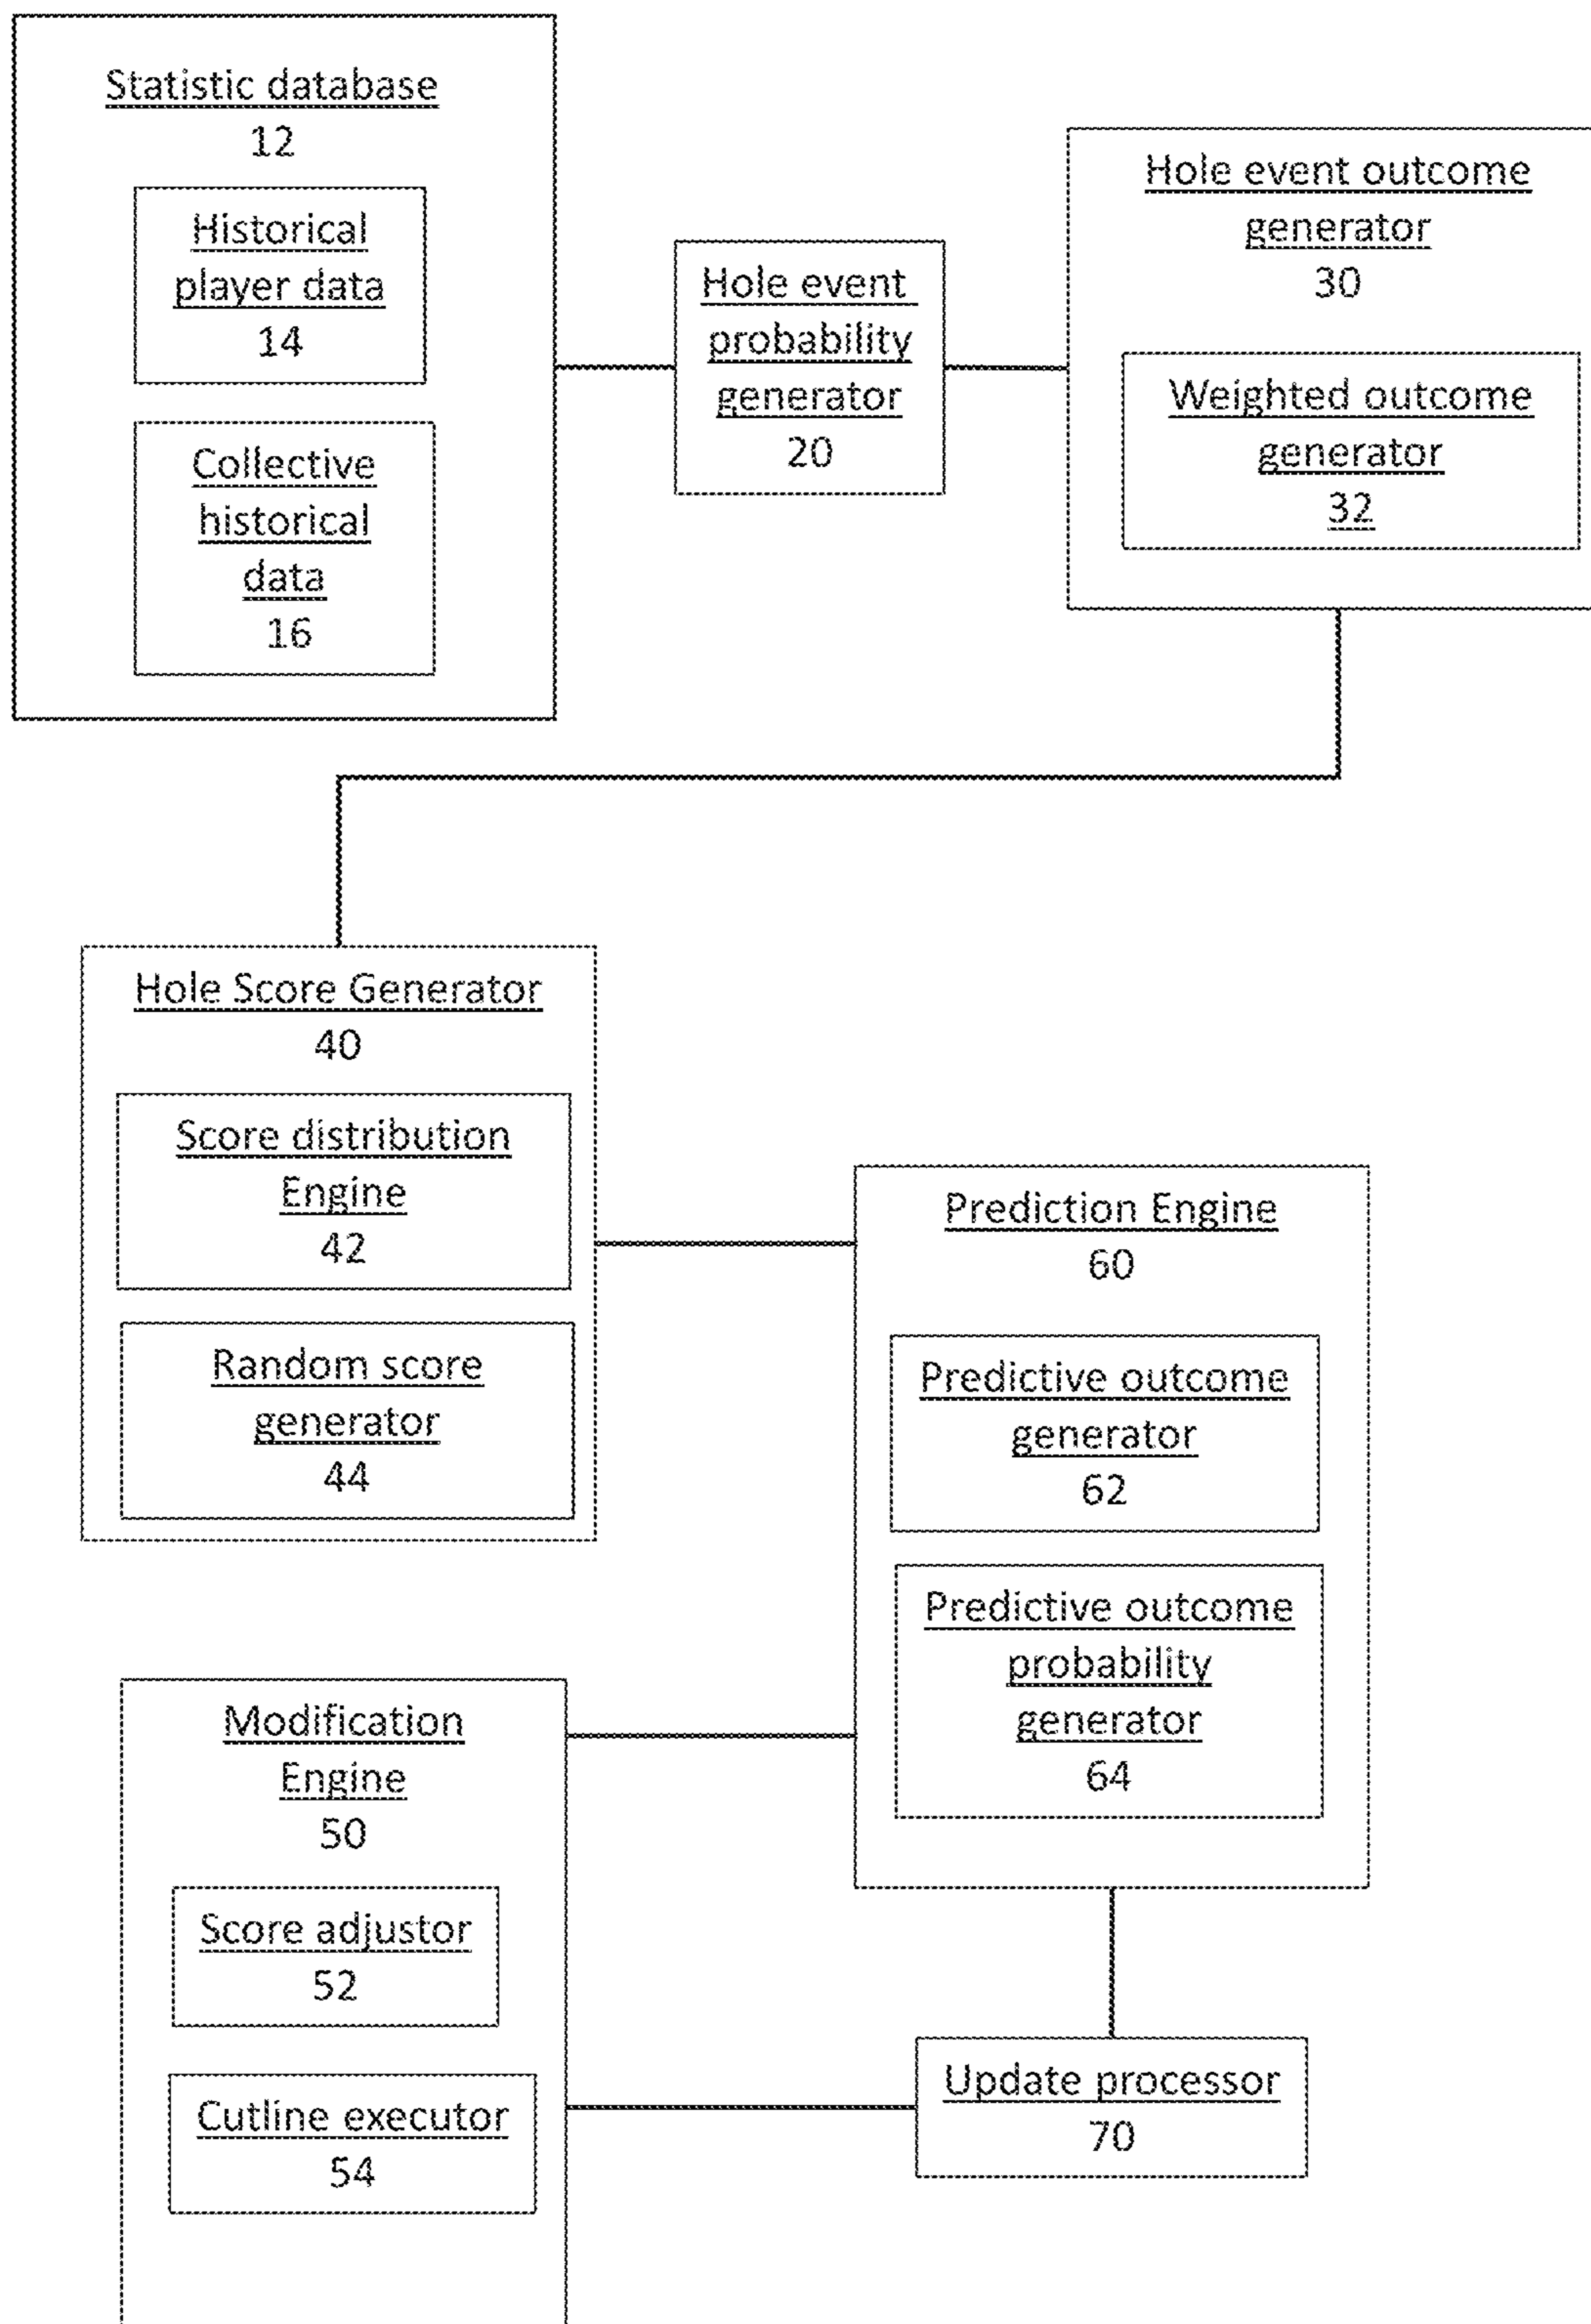 Statistic database
12
Historical
player data
14
Collective
historical
data
16
Hole event
probability
generator
20
Hole event outcome
generator
30
Weighted outcome
generator
32
Hole Score Generator
40
Score distribution
Engine
42
Random score
generator
44
Prediction Engine
60
Predictive outcome
generator
62
Predictive outcome
probability
generator
64
Modification
Engine
50
Score adjustor
52
Cutline executor
54
Update processor
70